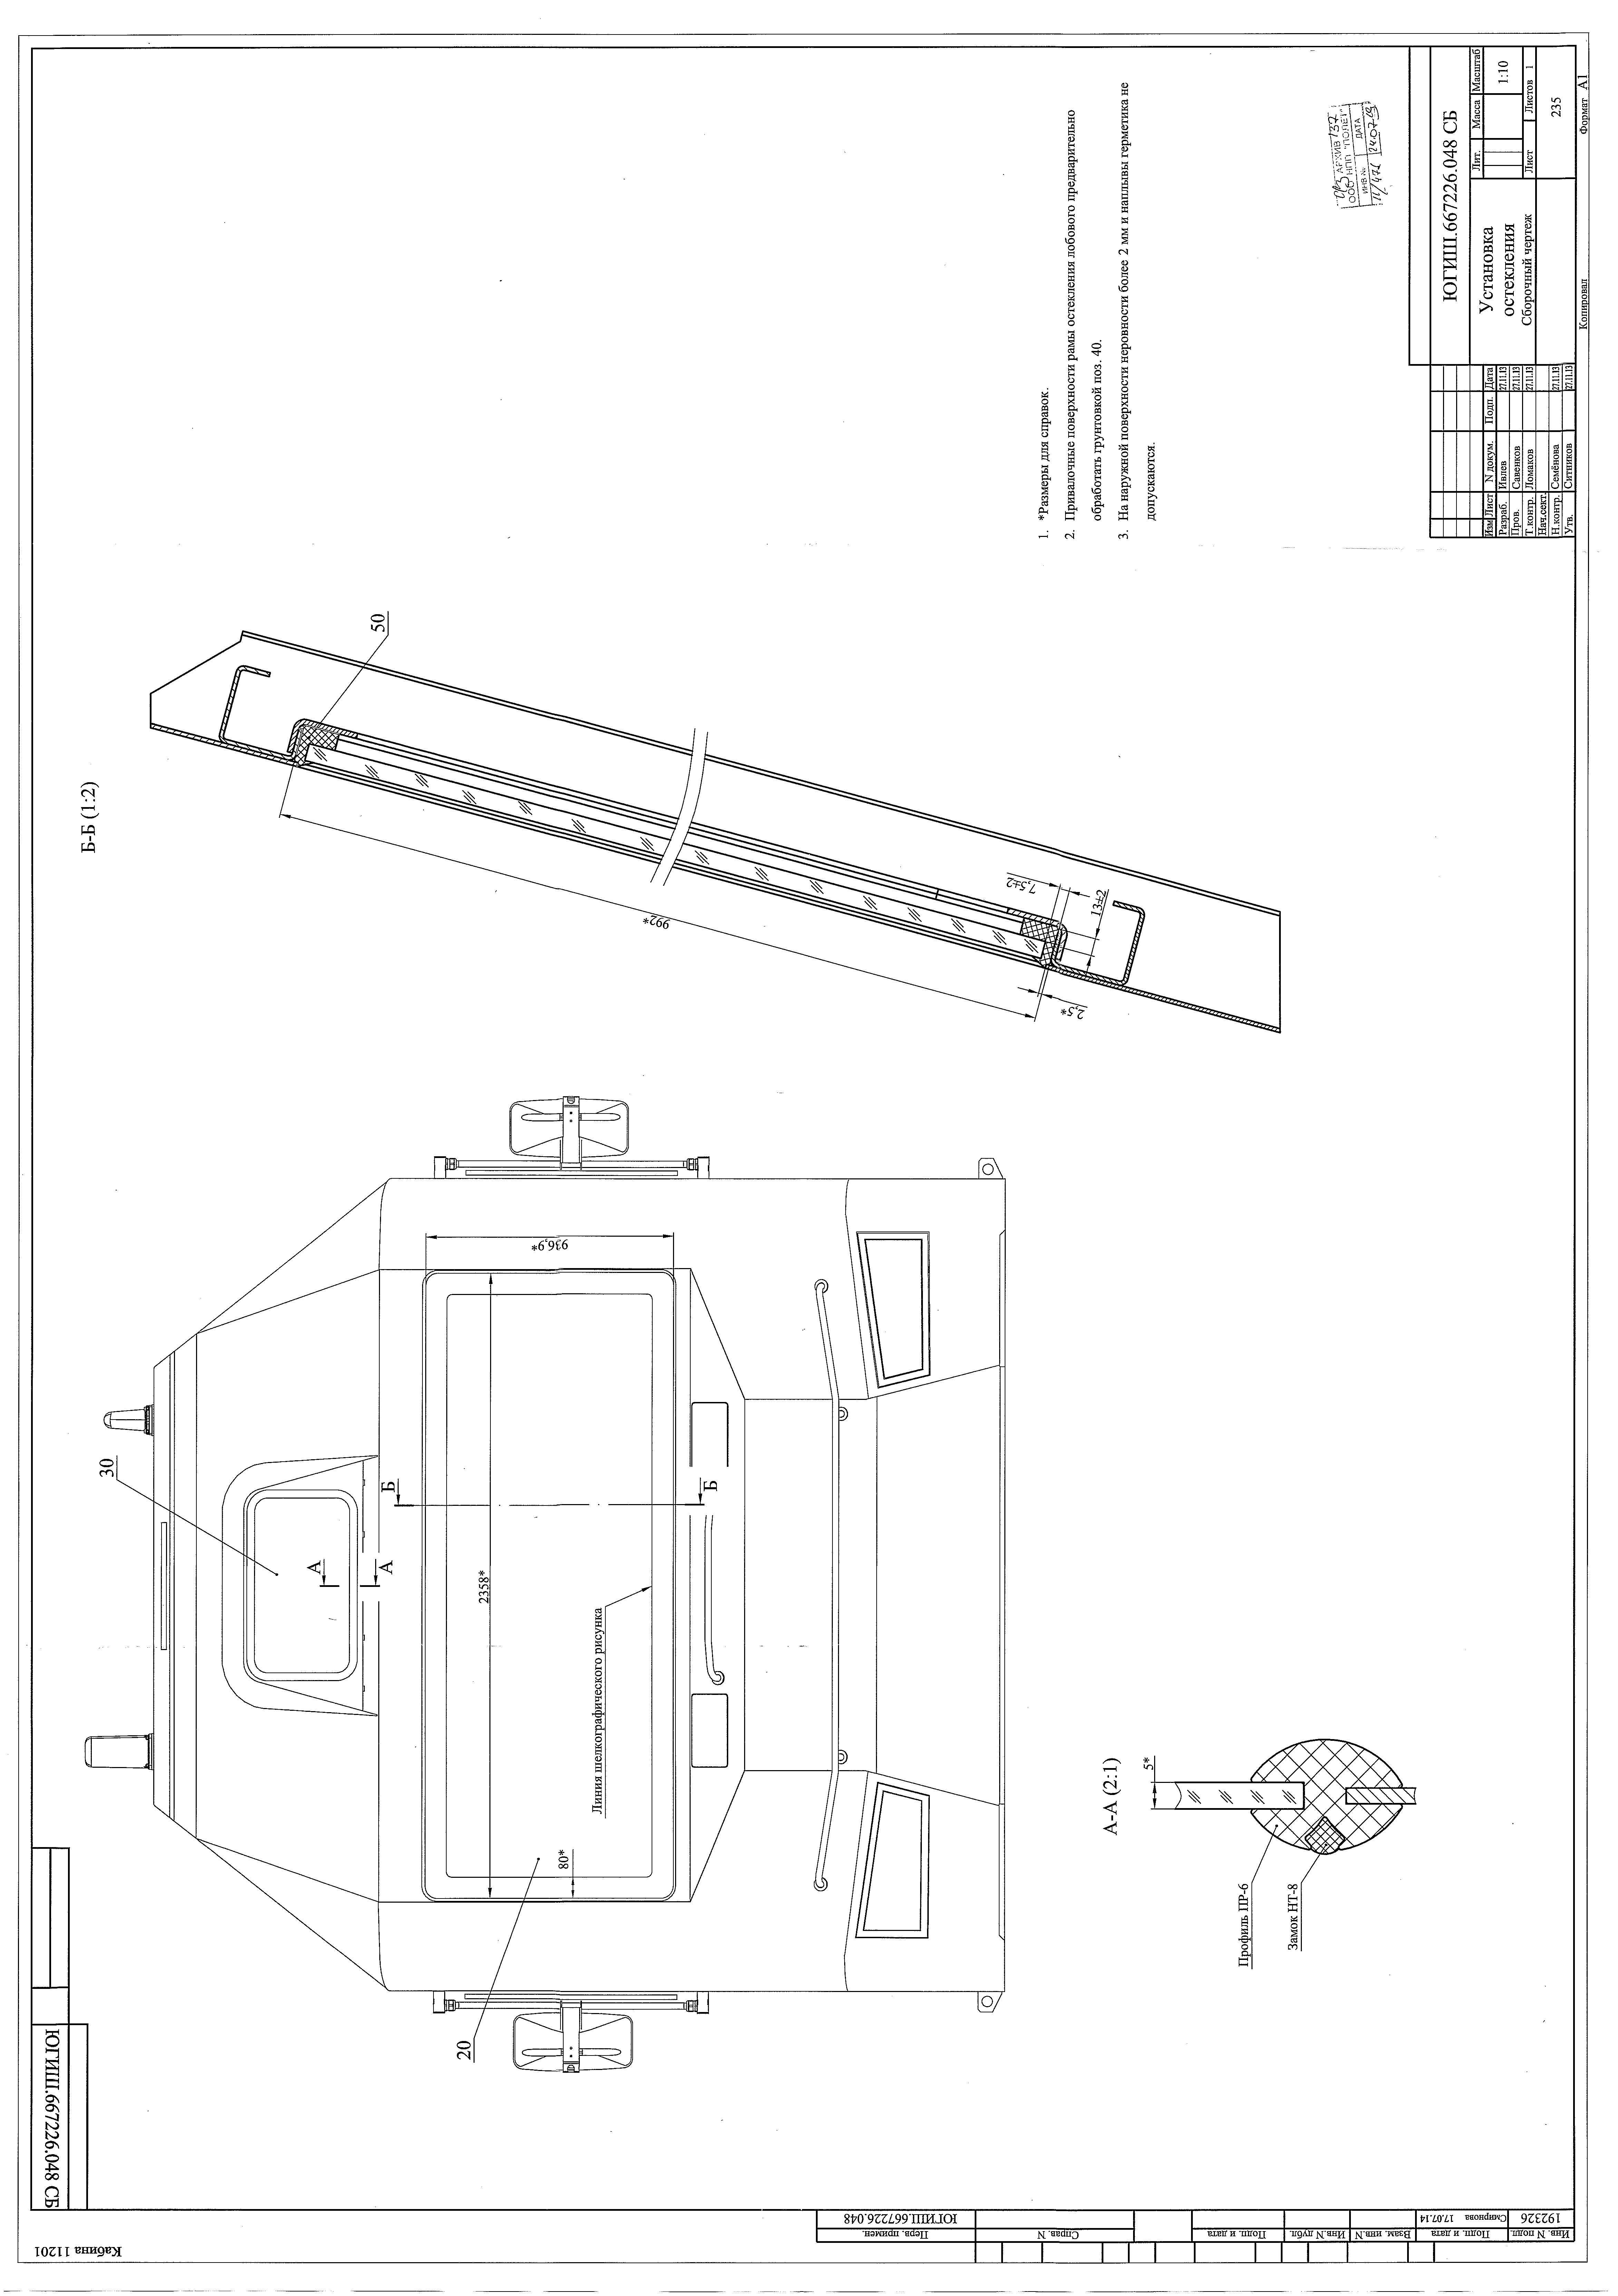 Кабина 11201
ЮГИШ.667226.048 СБ
30
20
А
А
Б
Б
2358*
936,9*
80*
Линия шелкографического рисунка
Б-Б (1:2)
50
992*
7,5±2
13±2
2,5*
А-А (2:1)
5*
Профиль ПР-6
Замок НТ-8
1. *Размеры для справок.
2. Привалочные поверхности рамы остекления лобового предварительно
обработать грунтовкой поз. 40.
3. На наружной поверхности неровности более 2 мм и наплывы герметика не
допускаются.
АРХИВ 137
ООО НПП "ПОЛЕТ"
ИНВ.№ ДАТА
ЮГИШ.667226.048 СБ
Установка
остекления
Сборочный чертеж
Лит. Масса Масштаб
1:10
Лист Листов 1
235
Изм Лист N докум. Подп. Дата
Разраб. Ивлев 27.11.13
Пров. Савенков 27.11.13
Т.контр. Ломаков 27.11.13
Нач.сект.
Н.контр. Семёнова 27.11.13
Утв. Ситников 27.11.13
Копировал Формат А1
Перв. примен. ЮГИШ.667226.048
Справ. N
Подп. и дата
Инв.N дубл.
Взам. инв.N
Подп. и дата Смирнова 17.07.14
Инв. N подл. 192326